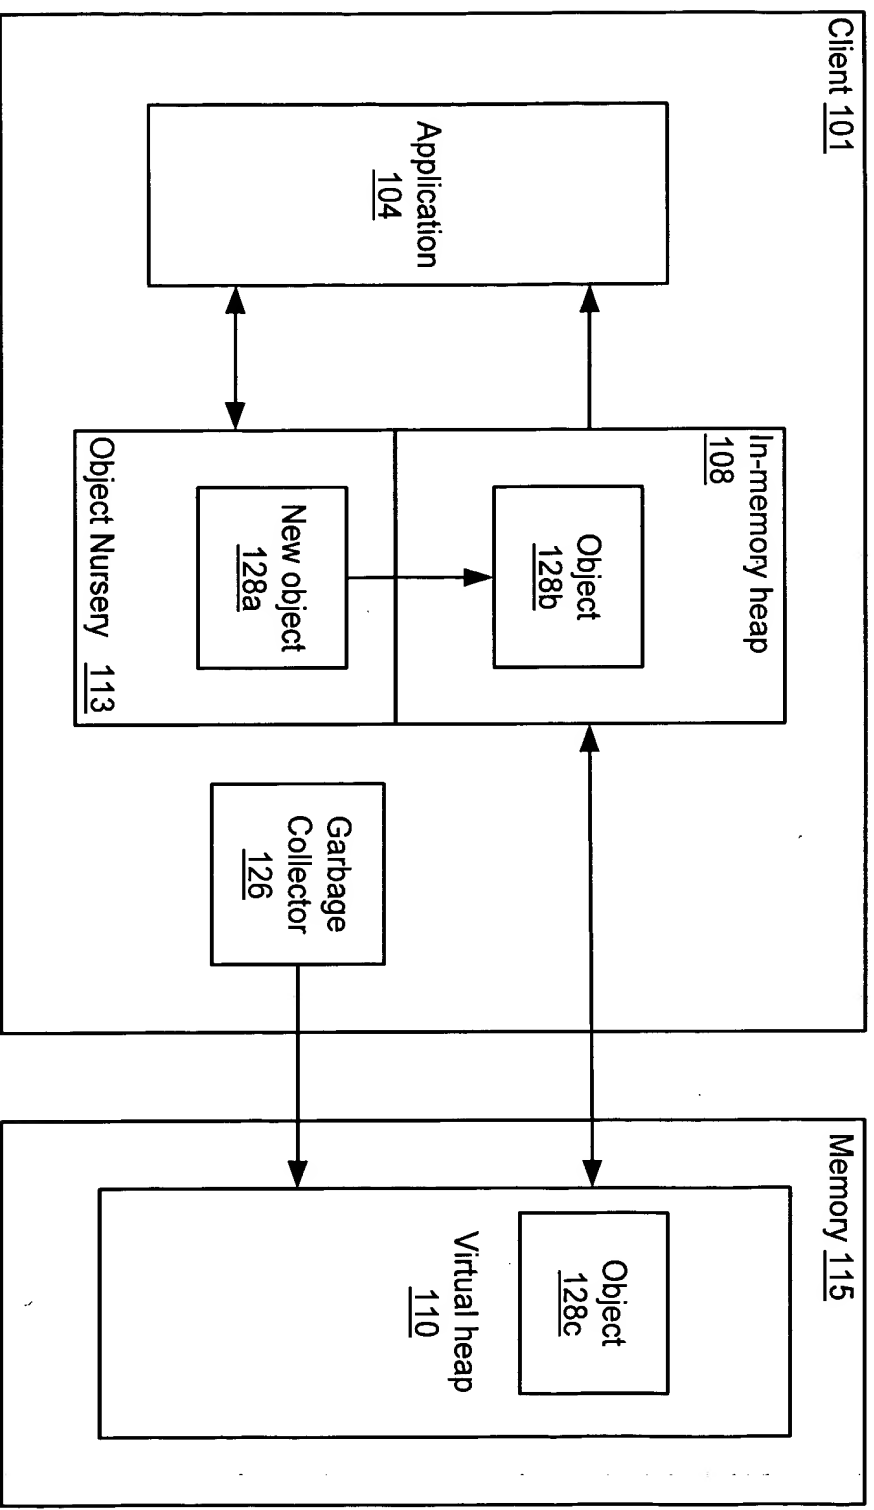 Client 101
Application
104
In-memory heap
108
Object
128b
New object
128a
Object Nursery 113
Garbage
Collector
126
Memory 115
Object
128c
Virtual heap
110